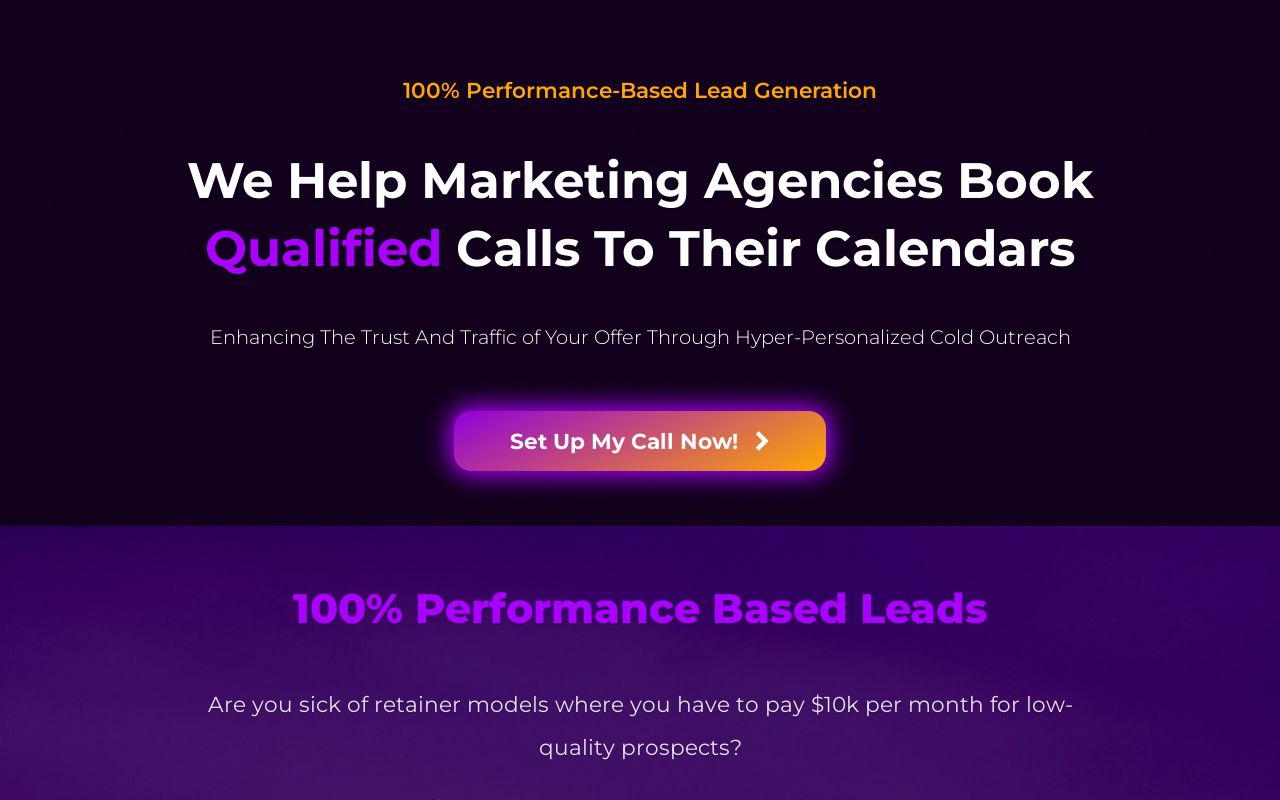 100% Performance-Based Lead Generation
We Help Marketing Agencies Book
Qualified Calls To Their Calendars
Enhancing The Trust And Traffic of Your Offer Through Hyper-Personalized Cold Outreach
Set Up My Call Now!
100% Performance Based Leads
Are you sick of retainer models where you have to pay $10k per month for low-
quality prospects?